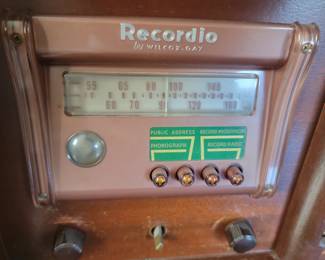 Recordio
by WILCOX-GAY
55 65 80 100 140
60 70 90 120 160
PUBLIC ADDRESS RECORD MICROPHONE
PHONOGRAPH RECORD RADIO